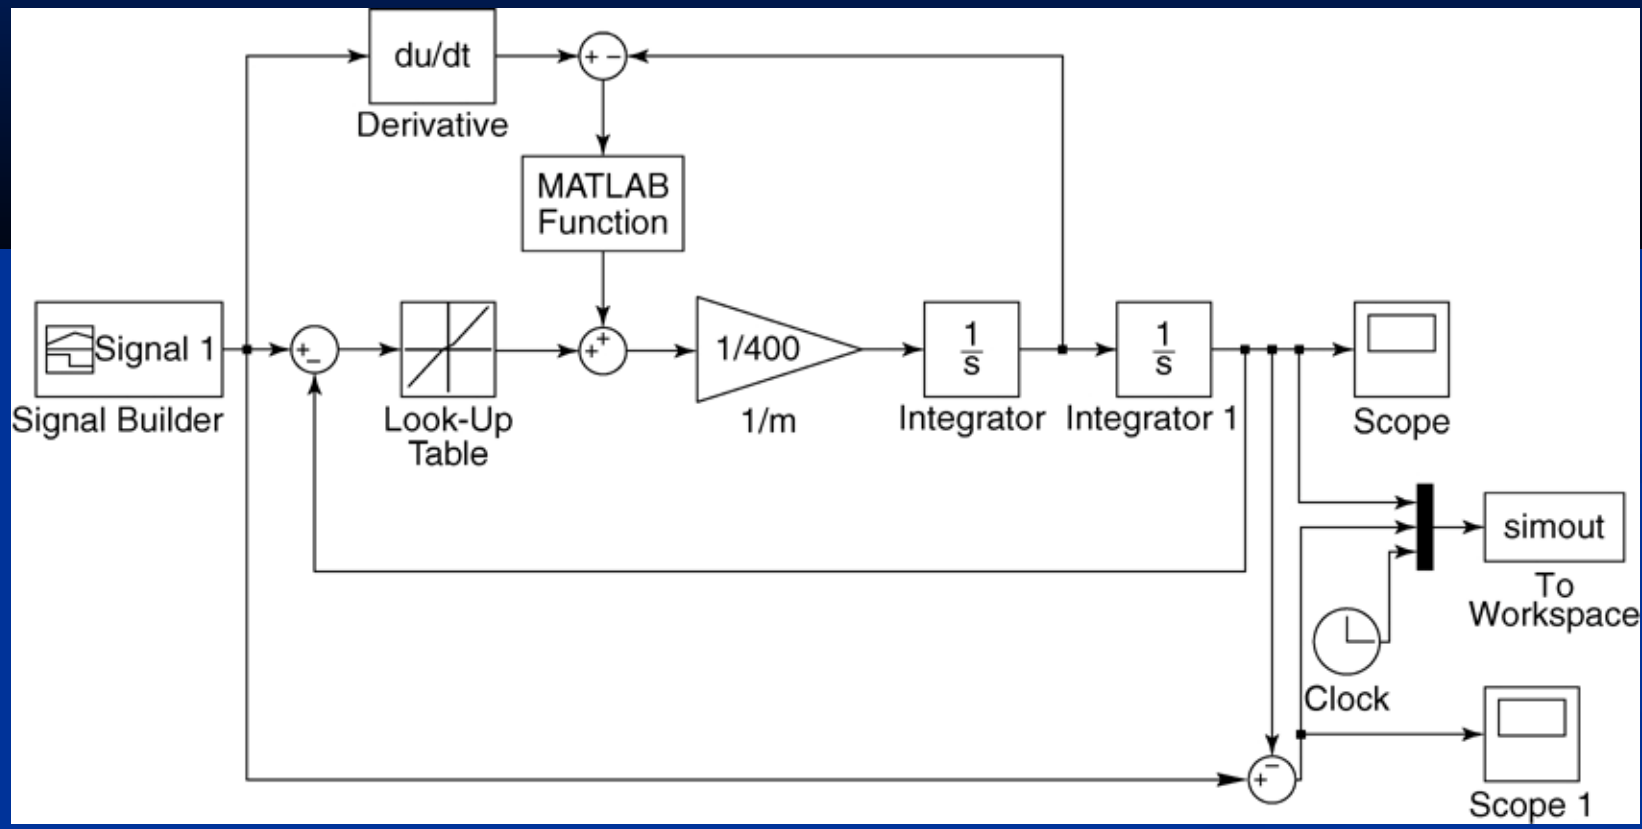 du/dt
+ −
Derivative
MATLAB
Function
Signal 1
Signal Builder
+
−
Look-Up
Table
+
+
1/400
1/m
1
s
Integrator
1
s
Integrator 1
Scope
simout
To
Workspace
Clock
−
+
Scope 1